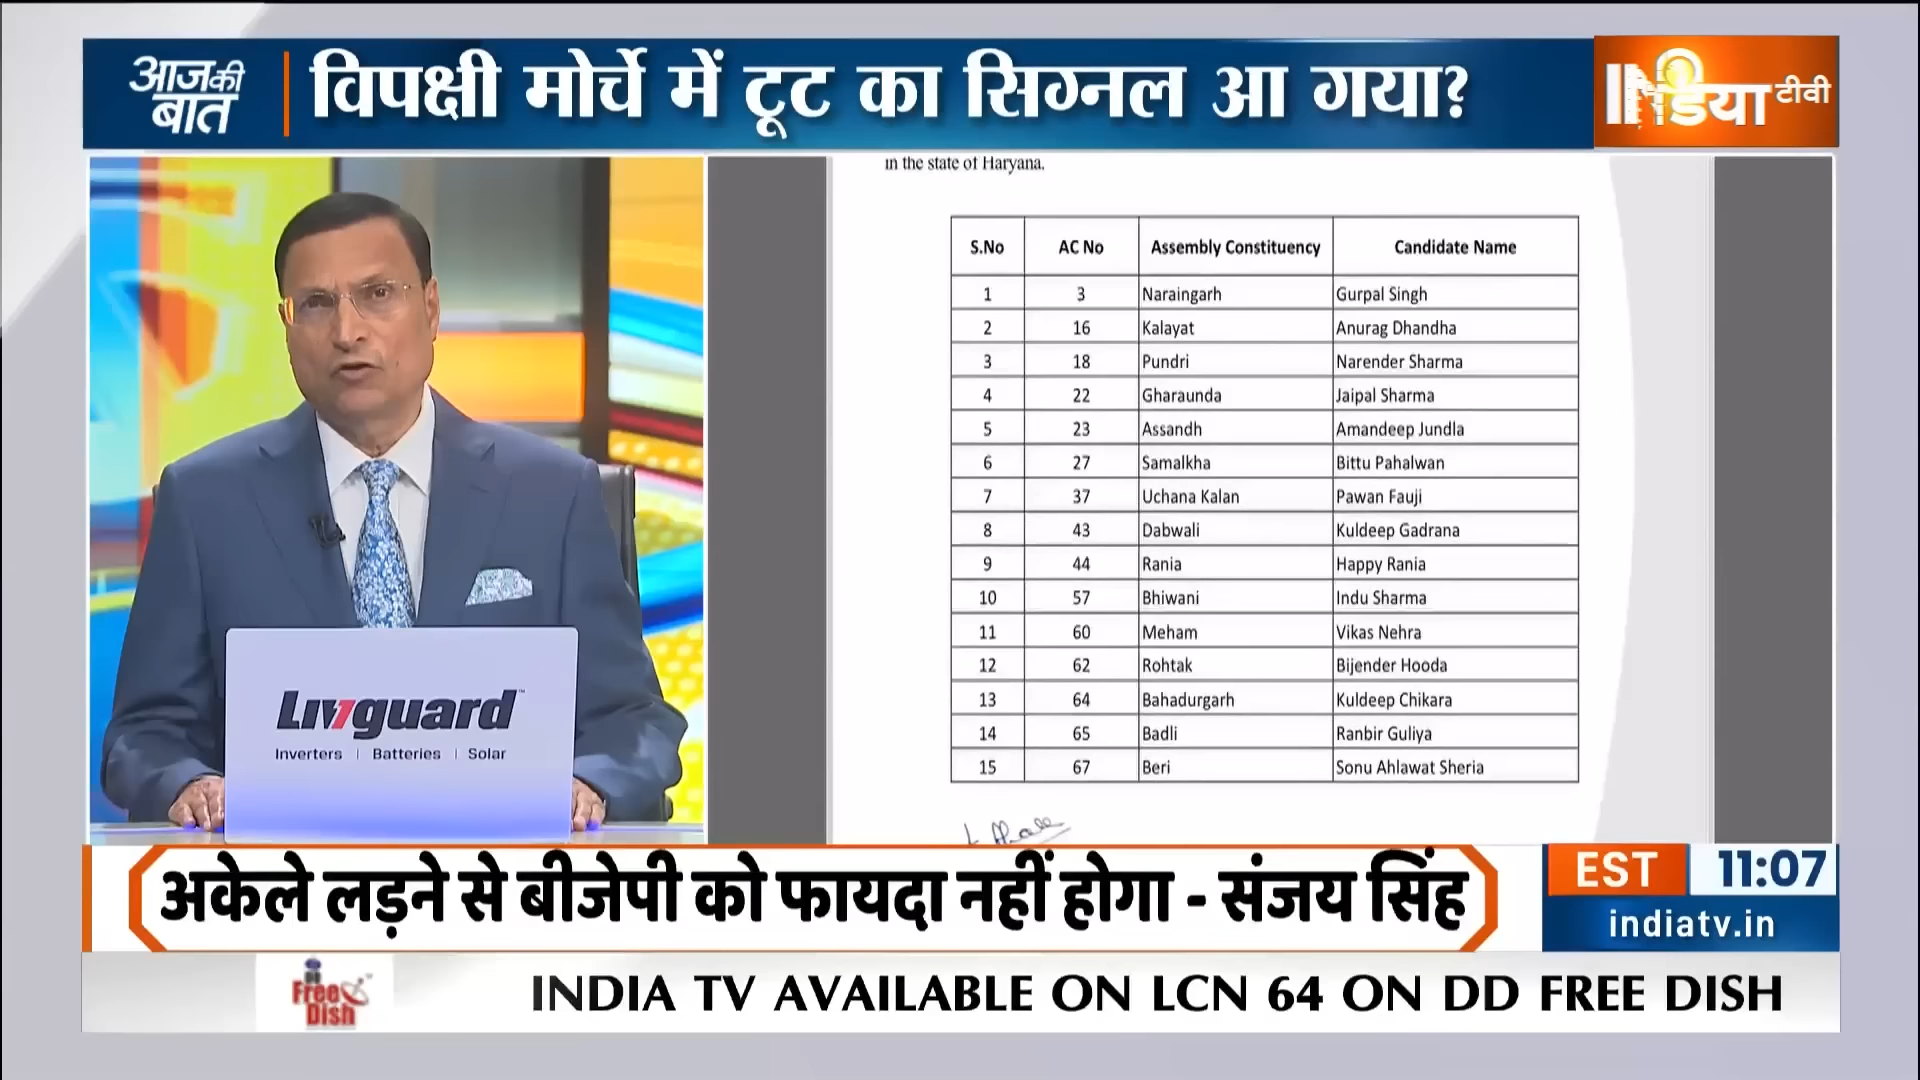 आज की
बात
विपक्षी मोर्चे में टूट का सिग्नल आ गया?
इंडिया टीवी
in the state of Haryana.
S.No AC No Assembly Constituency Candidate Name
1 3 Naraingarh Gurpal Singh
2 16 Kalayat Anurag Dhandha
3 18 Pundri Narender Sharma
4 22 Gharaunda Jaipal Sharma
5 23 Assandh Amandeep Jundla
6 27 Samalkha Bittu Pahalwan
7 37 Uchana Kalan Pawan Fauji
8 43 Dabwali Kuldeep Gadrana
9 44 Rania Happy Rania
10 57 Bhiwani Indu Sharma
11 60 Meham Vikas Nehra
12 62 Rohtak Bijender Hooda
13 64 Bahadurgarh Kuldeep Chikara
14 65 Badli Ranbir Guliya
15 67 Beri Sonu Ahlawat Sheria
Livguard™
Inverters | Batteries | Solar
अकेले लड़ने से बीजेपी को फायदा नहीं होगा - संजय सिंह
EST 11:07
indiatv.in
DD
Free
Dish
INDIA TV AVAILABLE ON LCN 64 ON DD FREE DISH